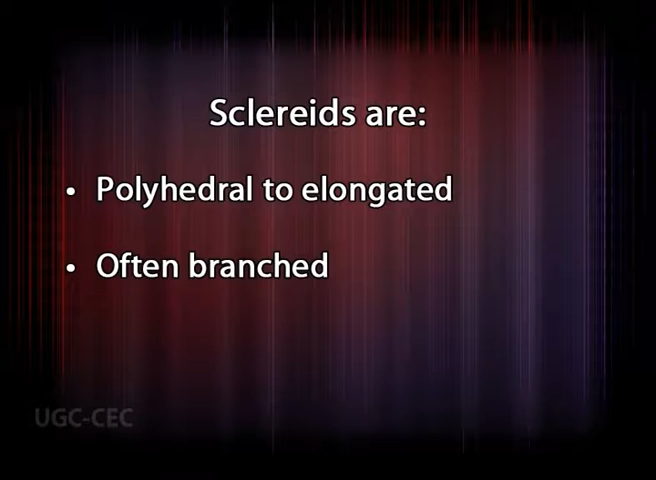 Sclereids are:
• Polyhedral to elongated
• Often branched
UGC-CEC